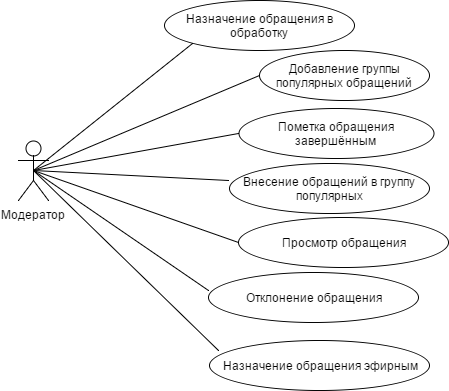 Назначение обращения в
обработку
Добавление группы
популярных обращений
Пометка обращения
завершённым
Внесение обращений в группу
популярных
Модератор
Просмотр обращения
Отклонение обращения
Назначение обращения эфирным